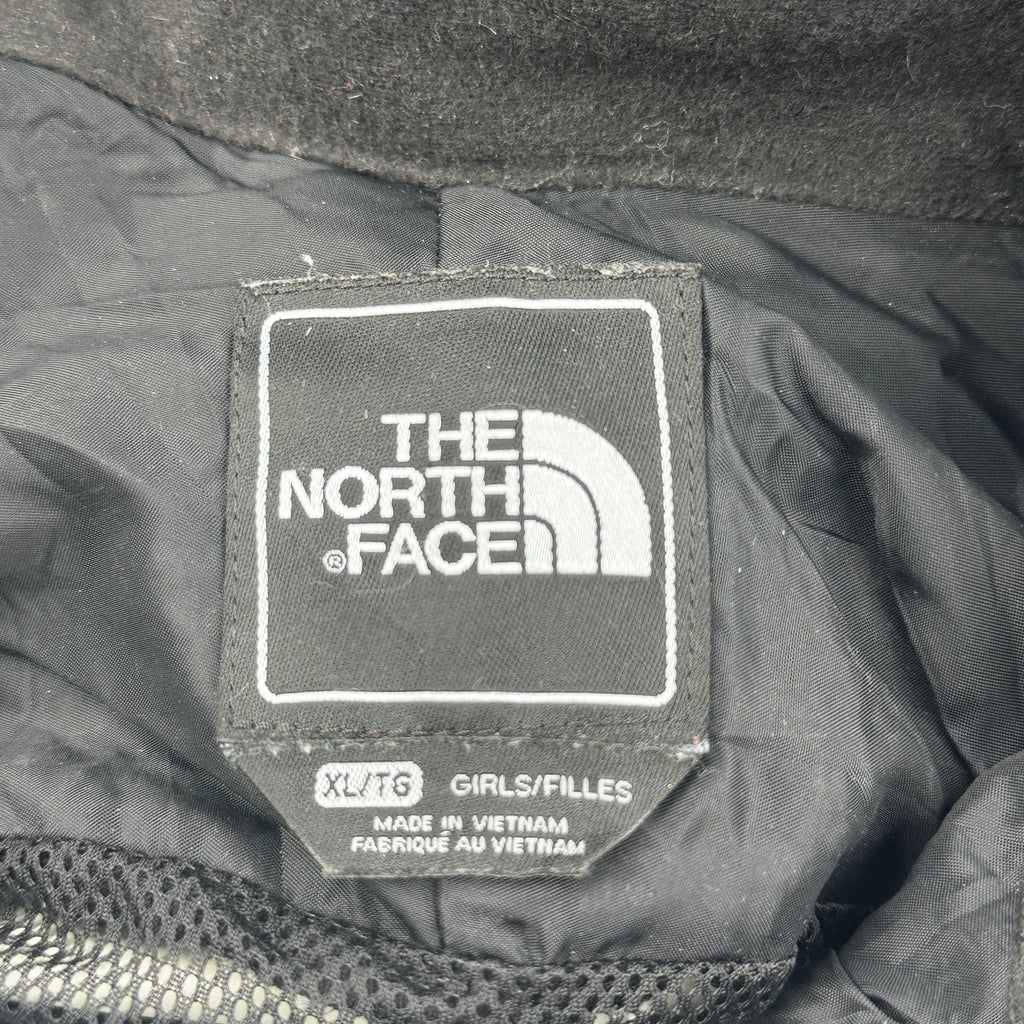 THE
NORTH
®FACE
XL/TG GIRLS/FILLES
MADE IN VIETNAM
FABRIQUÉ AU VIETNAM